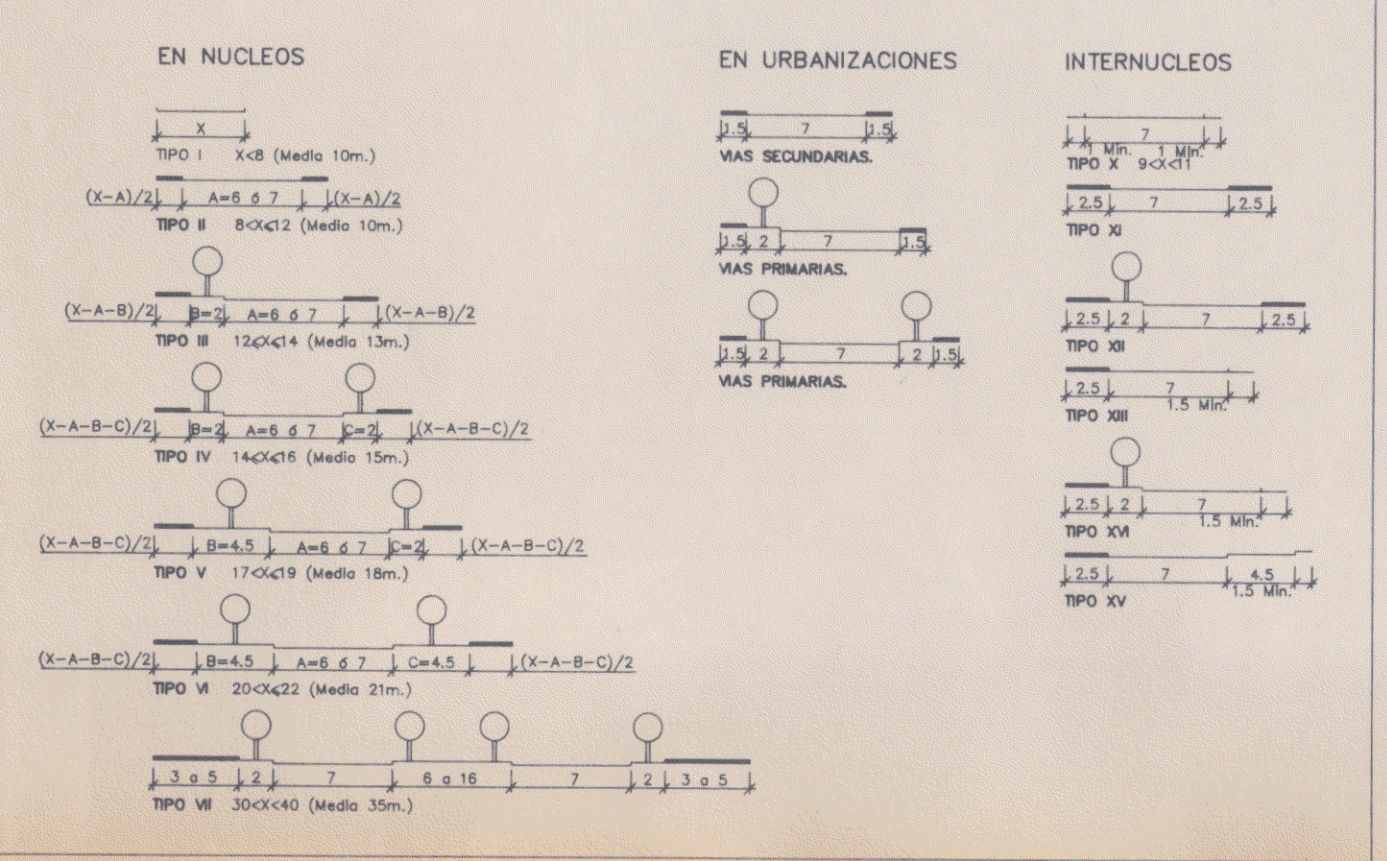 EN NUCLEOS
X
TIPO I X<8 (Media 10m.)
(X-A)/2 A=6 ó 7 (X-A)/2
TIPO II 8<X⩽12 (Media 10m.)
(X-A-B)/2 B=2 A=6 ó 7 (X-A-B)/2
TIPO III 12⩽X⩽14 (Media 13m.)
(X-A-B-C)/2 B=2 A=6 ó 7 C=2 (X-A-B-C)/2
TIPO IV 14⩽X⩽16 (Media 15m.)
(X-A-B-C)/2 B=4.5 A=6 ó 7 C=2 (X-A-B-C)/2
TIPO V 17<X⩽19 (Media 18m.)
(X-A-B-C)/2 B=4.5 A=6 ó 7 C=4.5 (X-A-B-C)/2
TIPO VI 20<X⩽22 (Media 21m.)
3 a 5 2 7 6 a 16 7 2 3 a 5
TIPO VII 30<X<40 (Media 35m.)
EN URBANIZACIONES
1.5 7 1.5
VIAS SECUNDARIAS.
1.5 2 7 1.5
VIAS PRIMARIAS.
1.5 2 7 2 1.5
VIAS PRIMARIAS.
INTERNUCLEOS
7
1 Min. 1 Min.
TIPO X 9<X<11
2.5 7 2.5
TIPO XI
2.5 2 7 2.5
TIPO XII
2.5 7
1.5 Min.
TIPO XIII
2.5 2 7
1.5 Min.
TIPO XVI
2.5 7 4.5
1.5 Min.
TIPO XV